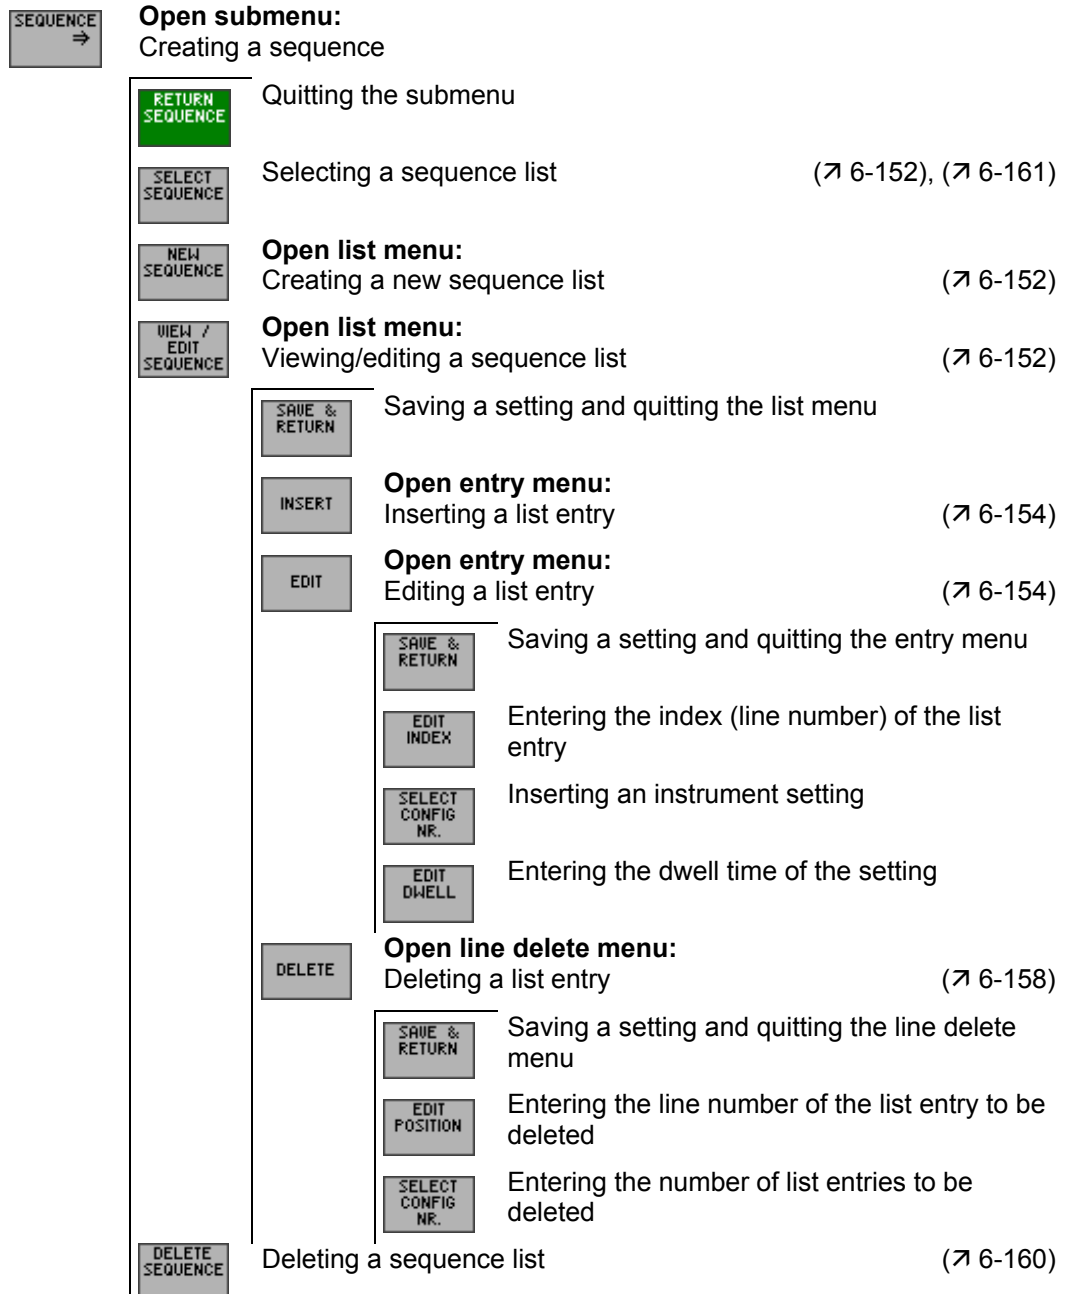 SEQUENCE
⇒
Open submenu:
Creating a sequence
RETURN
SEQUENCE
Quitting the submenu
SELECT
SEQUENCE
Selecting a sequence list (↗ 6-152), (↗ 6-161)
NEW
SEQUENCE
Open list menu:
Creating a new sequence list (↗ 6-152)
VIEW /
EDIT
SEQUENCE
Open list menu:
Viewing/editing a sequence list (↗ 6-152)
SAVE &
RETURN
Saving a setting and quitting the list menu
INSERT
Open entry menu:
Inserting a list entry (↗ 6-154)
EDIT
Open entry menu:
Editing a list entry (↗ 6-154)
SAVE &
RETURN
Saving a setting and quitting the entry menu
EDIT
INDEX
Entering the index (line number) of the list
entry
SELECT
CONFIG
NR.
Inserting an instrument setting
EDIT
DWELL
Entering the dwell time of the setting
DELETE
Open line delete menu:
Deleting a list entry (↗ 6-158)
SAVE &
RETURN
Saving a setting and quitting the line delete
menu
EDIT
POSITION
Entering the line number of the list entry to be
deleted
SELECT
CONFIG
NR.
Entering the number of list entries to be
deleted
DELETE
SEQUENCE
Deleting a sequence list (↗ 6-160)